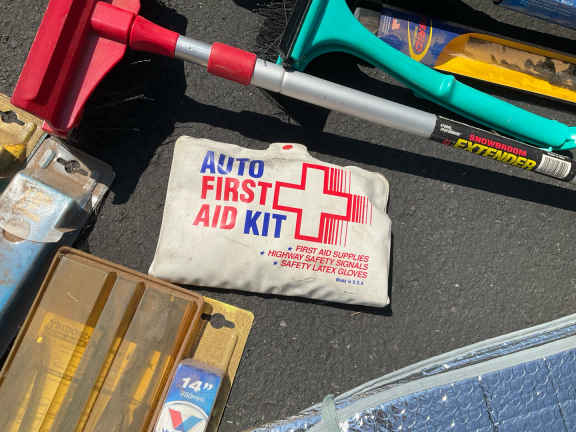 SNOWBROOM
EXTENDER
AUTO
FIRST
AID KIT
★ FIRST AID SUPPLIES
★ HIGHWAY SAFETY SIGNALS
★ SAFETY LATEX GLOVES
Made in U.S.A.
14"